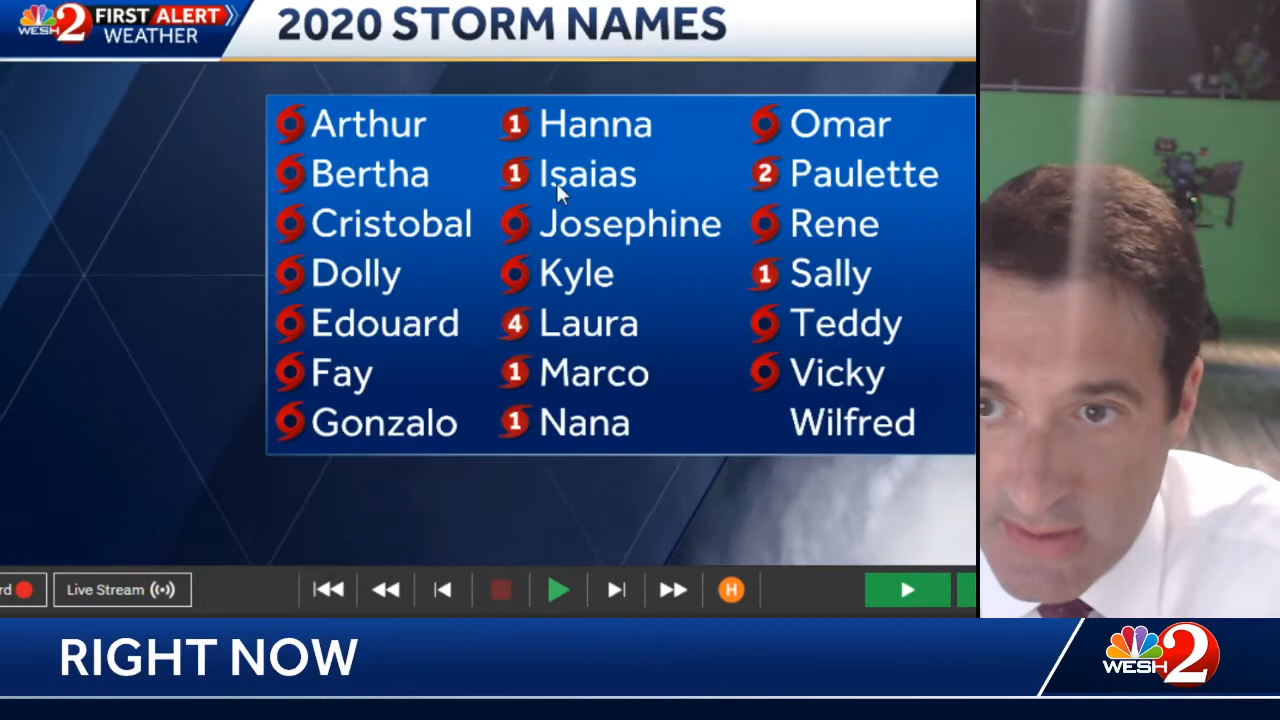 WESH 2 FIRST ALERT WEATHER
2020 STORM NAMES
Arthur
Bertha
Cristobal
Dolly
Edouard
Fay
Gonzalo
1 Hanna
1 Isaias
Josephine
Kyle
4 Laura
1 Marco
1 Nana
Omar
2 Paulette
Rene
1 Sally
Teddy
Vicky
Wilfred
rd
Live Stream
H
RIGHT NOW
WESH 2